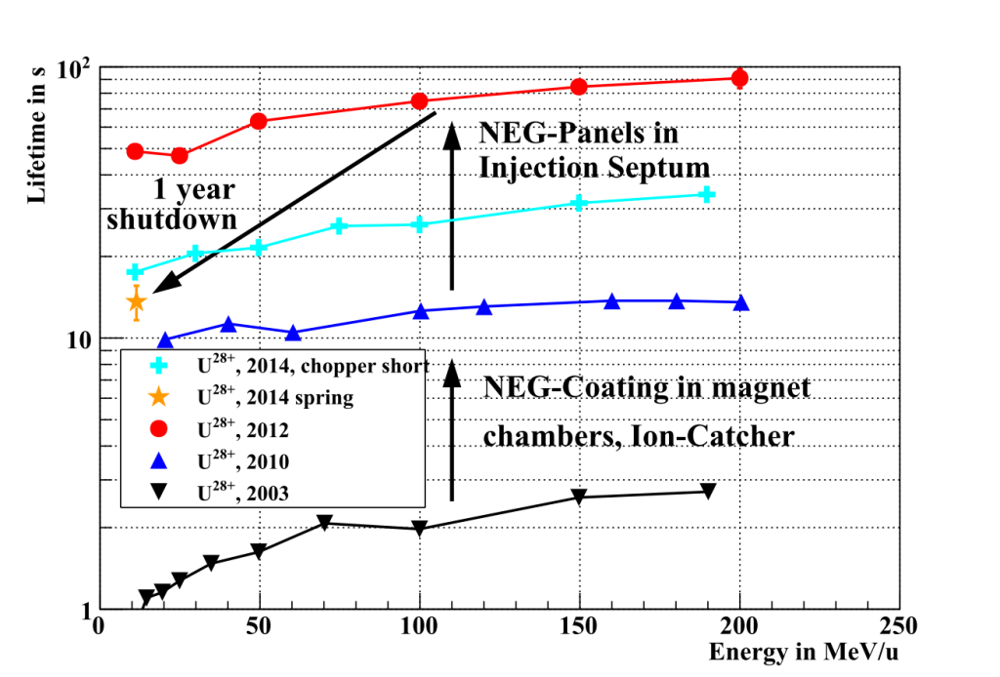 Lifetime in s
10²
10
1
NEG-Panels in
Injection Septum
1 year
shutdown
U²⁸⁺, 2014, chopper short
U²⁸⁺, 2014 spring
U²⁸⁺, 2012
U²⁸⁺, 2010
U²⁸⁺, 2003
NEG-Coating in magnet
chambers, Ion-Catcher
0 50 100 150 200 250
Energy in MeV/u